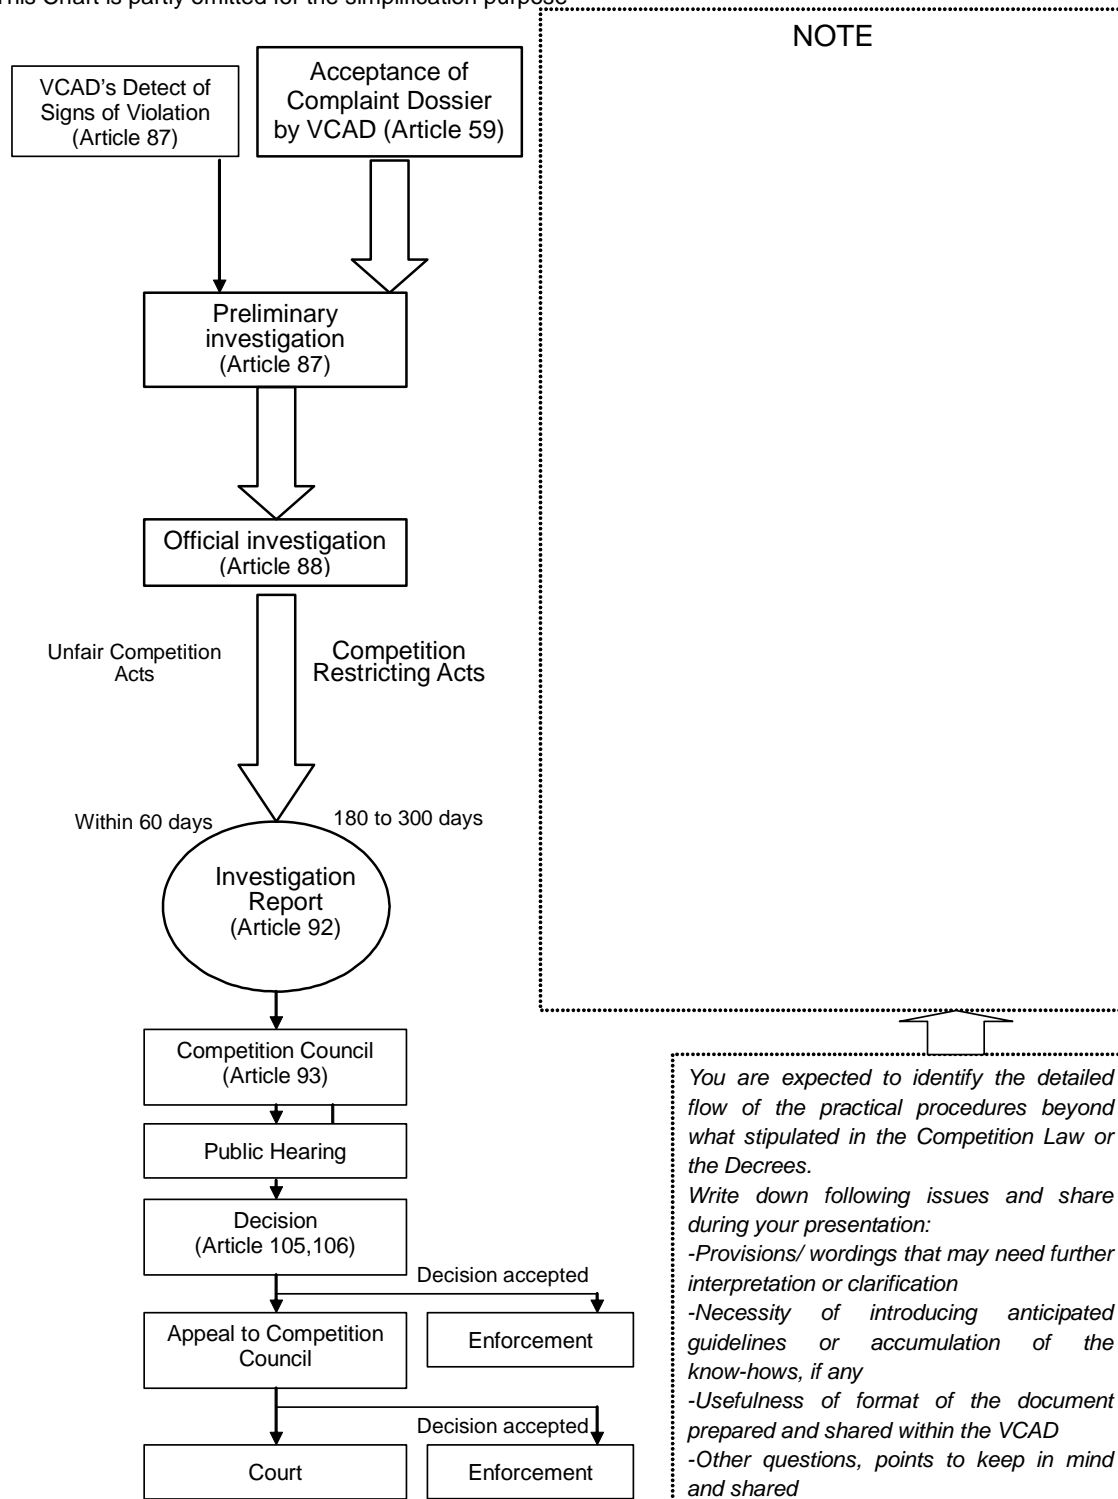 This Chart is partly omitted for the simplification purpose
NOTE
VCAD's Detect of
Signs of Violation
(Article 87)
Acceptance of
Complaint Dossier
by VCAD (Article 59)
Preliminary
investigation
(Article 87)
Official investigation
(Article 88)
Unfair Competition
Acts
Competition
Restricting Acts
Within 60 days
180 to 300 days
Investigation
Report
(Article 92)
Competition Council
(Article 93)
Public Hearing
Decision
(Article 105,106)
Decision accepted
Appeal to Competition
Council
Enforcement
Decision accepted
Court
Enforcement
You are expected to identify the detailed
flow of the practical procedures beyond
what stipulated in the Competition Law or
the Decrees.
Write down following issues and share
during your presentation:
-Provisions/ wordings that may need further
interpretation or clarification
-Necessity of introducing anticipated
guidelines or accumulation of the
know-hows, if any
-Usefulness of format of the document
prepared and shared within the VCAD
-Other questions, points to keep in mind
and shared